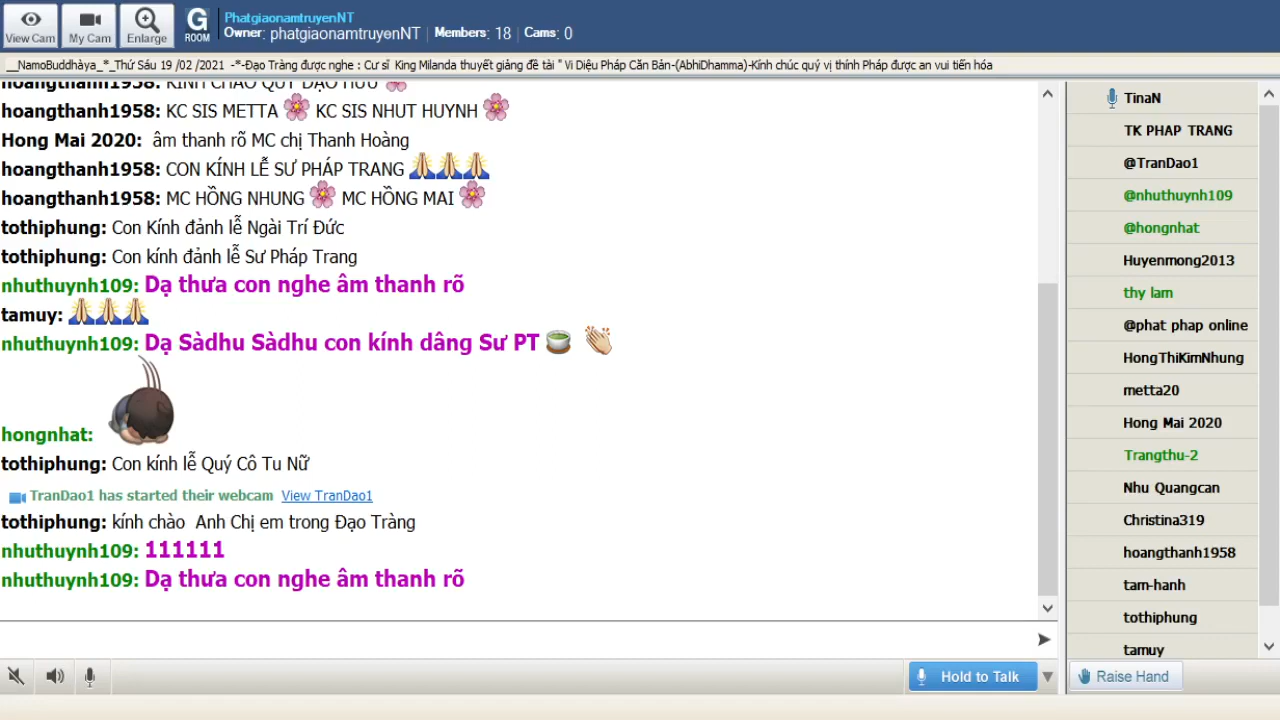 View Cam
My Cam
Enlarge
G
ROOM
PhatgiaonamtruyenNT
Owner: phatgiaonamtruyenNT | Members: 18 | Cams: 0
__NamoBuddhàya_*_Thứ Sáu 19 /02 /2021 -*-Đạo Tràng được nghe : Cư sĩ King Milanda thuyết giảng đề tài " Vi Diệu Pháp Căn Bản-(AbhiDhamma)-Kính chúc quý vị thính Pháp được an vui tiến hóa
hoangthanh1958: KÍNH CHÀO QUÝ ĐẠO HỮU
hoangthanh1958: KC SIS METTA KC SIS NHUT HUYNH
Hong Mai 2020: âm thanh rõ MC chị Thanh Hoàng
hoangthanh1958: CON KÍNH LỄ SƯ PHÁP TRANG
hoangthanh1958: MC HỒNG NHUNG MC HỒNG MAI
tothiphung: Con Kính đảnh lễ Ngài Trí Đức
tothiphung: Con kính đảnh lễ Sư Pháp Trang
nhuthuynh109: Dạ thưa con nghe âm thanh rõ
tamuy:
nhuthuynh109: Dạ Sàdhu Sàdhu con kính dâng Sư PT
hongnhat:
tothiphung: Con kính lễ Quý Cô Tu Nữ
TranDao1 has started their webcam View TranDao1
tothiphung: kính chào Anh Chị em trong Đạo Tràng
nhuthuynh109: 111111
nhuthuynh109: Dạ thưa con nghe âm thanh rõ
Hold to Talk
TinaN
TK PHAP TRANG
@TranDao1
@nhuthuynh109
@hongnhat
Huyenmong2013
thy lam
@phat phap online
HongThiKimNhung
metta20
Hong Mai 2020
Trangthu-2
Nhu Quangcan
Christina319
hoangthanh1958
tam-hanh
tothiphung
tamuy
Raise Hand